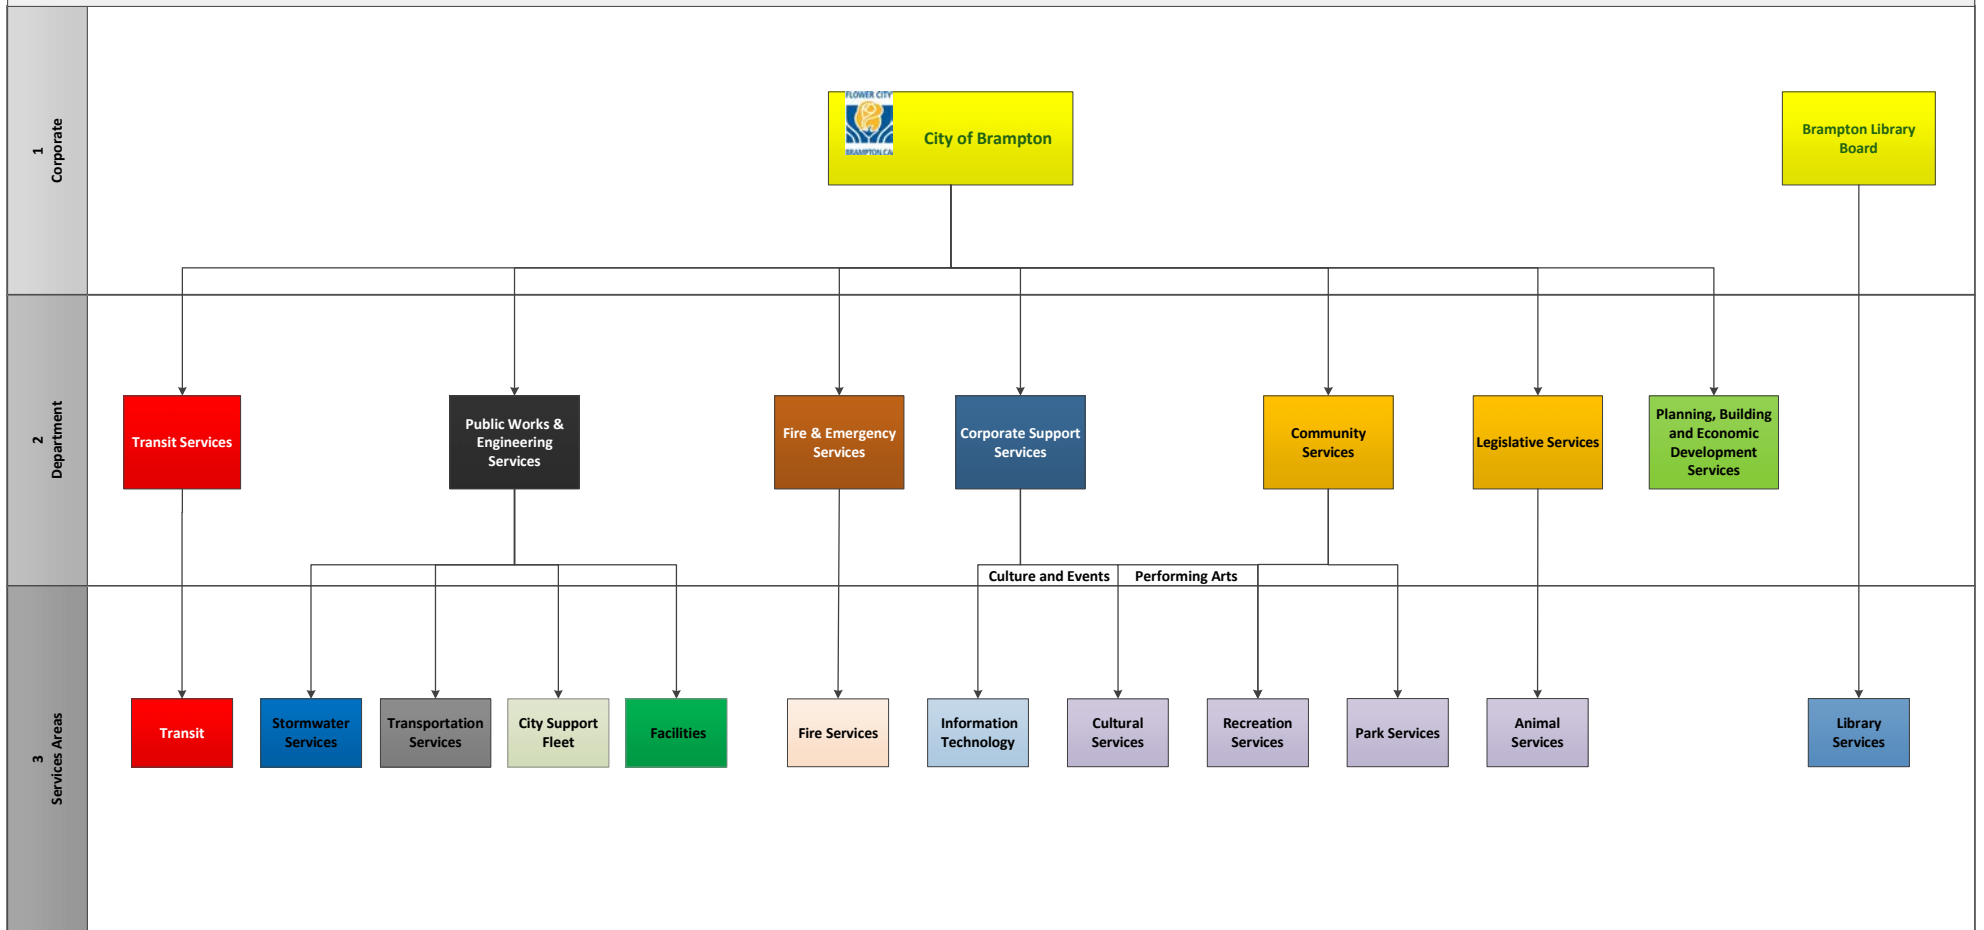 1
Corporate
FLOWER CITY
BRAMPTON.CA
City of Brampton
Brampton Library
Board
2
Department
Transit Services
Public Works &
Engineering
Services
Fire & Emergency
Services
Corporate Support
Services
Community
Services
Legislative Services
Planning, Building
and Economic
Development
Services
Culture and Events
Performing Arts
3
Services Areas
Transit
Stormwater
Services
Transportation
Services
City Support
Fleet
Facilities
Fire Services
Information
Technology
Cultural
Services
Recreation
Services
Park Services
Animal
Services
Library
Services